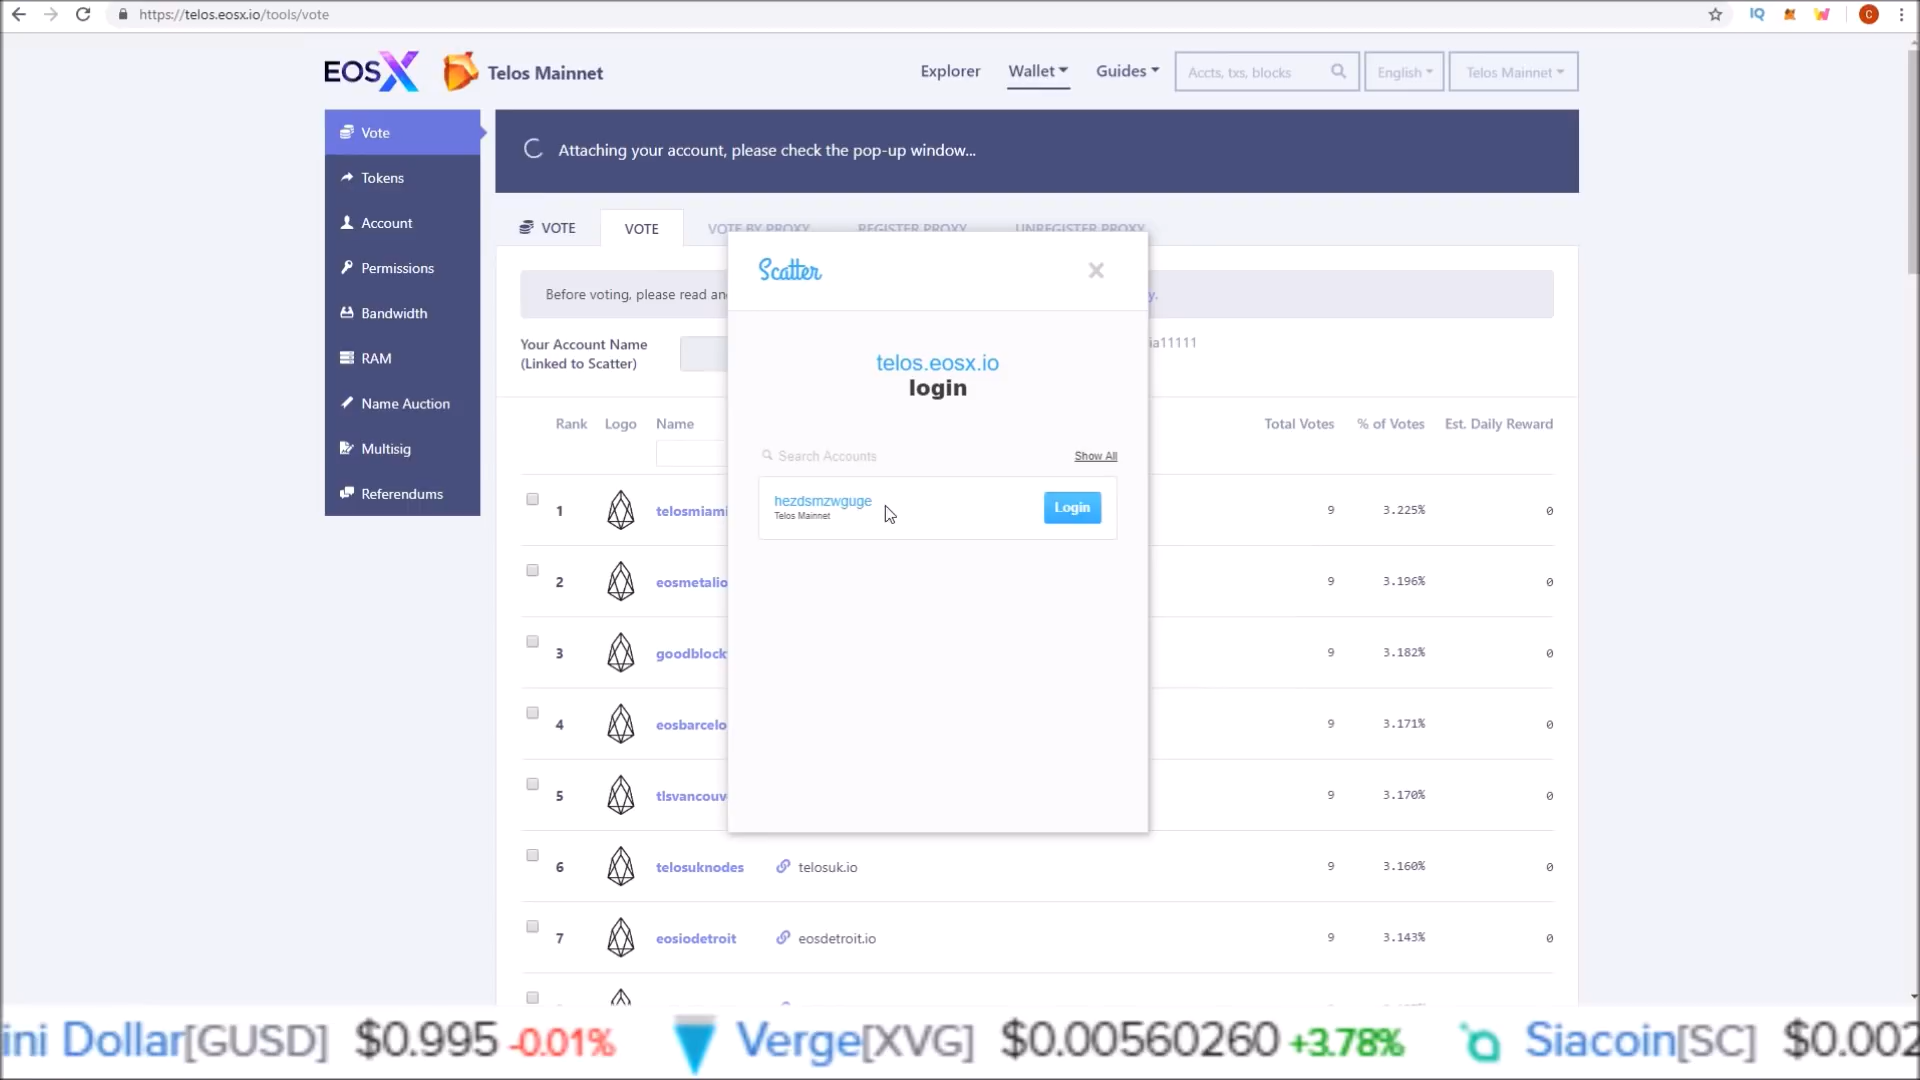 https://telos.eosx.io/tools/vote
IQ
C
EOSX
Telos Mainnet
Explorer
Wallet
Guides
Accts, txs, blocks
English
Telos Mainnet
Vote
Tokens
Account
Permissions
Bandwidth
RAM
Name Auction
Multisig
Referendums
Attaching your account, please check the pop-up window...
VOTE
VOTE
VOTE BY PROXY
REGISTER PROXY
UNREGISTER PROXY
Before voting, please read an
y.
Your Account Name
(Linked to Scatter)
ia11111
Scatter
telos.eosx.io
login
Search Accounts
Show All
hezdsmzwguge
Telos Mainnet
Login
Rank Logo Name Total Votes % of Votes Est. Daily Reward
1 telosmiami 9 3.225% 0
2 eosmetalio 9 3.196% 0
3 goodblock 9 3.182% 0
4 eosbarcelo 9 3.171% 0
5 tlsvancouv 9 3.170% 0
6 telosuknodes telosuk.io 9 3.160% 0
7 eosiodetroit eosdetroit.io 9 3.143% 0
ini Dollar[GUSD] $0.995 -0.01% Verge[XVG] $0.00560260 +3.78% Siacoin[SC] $0.002